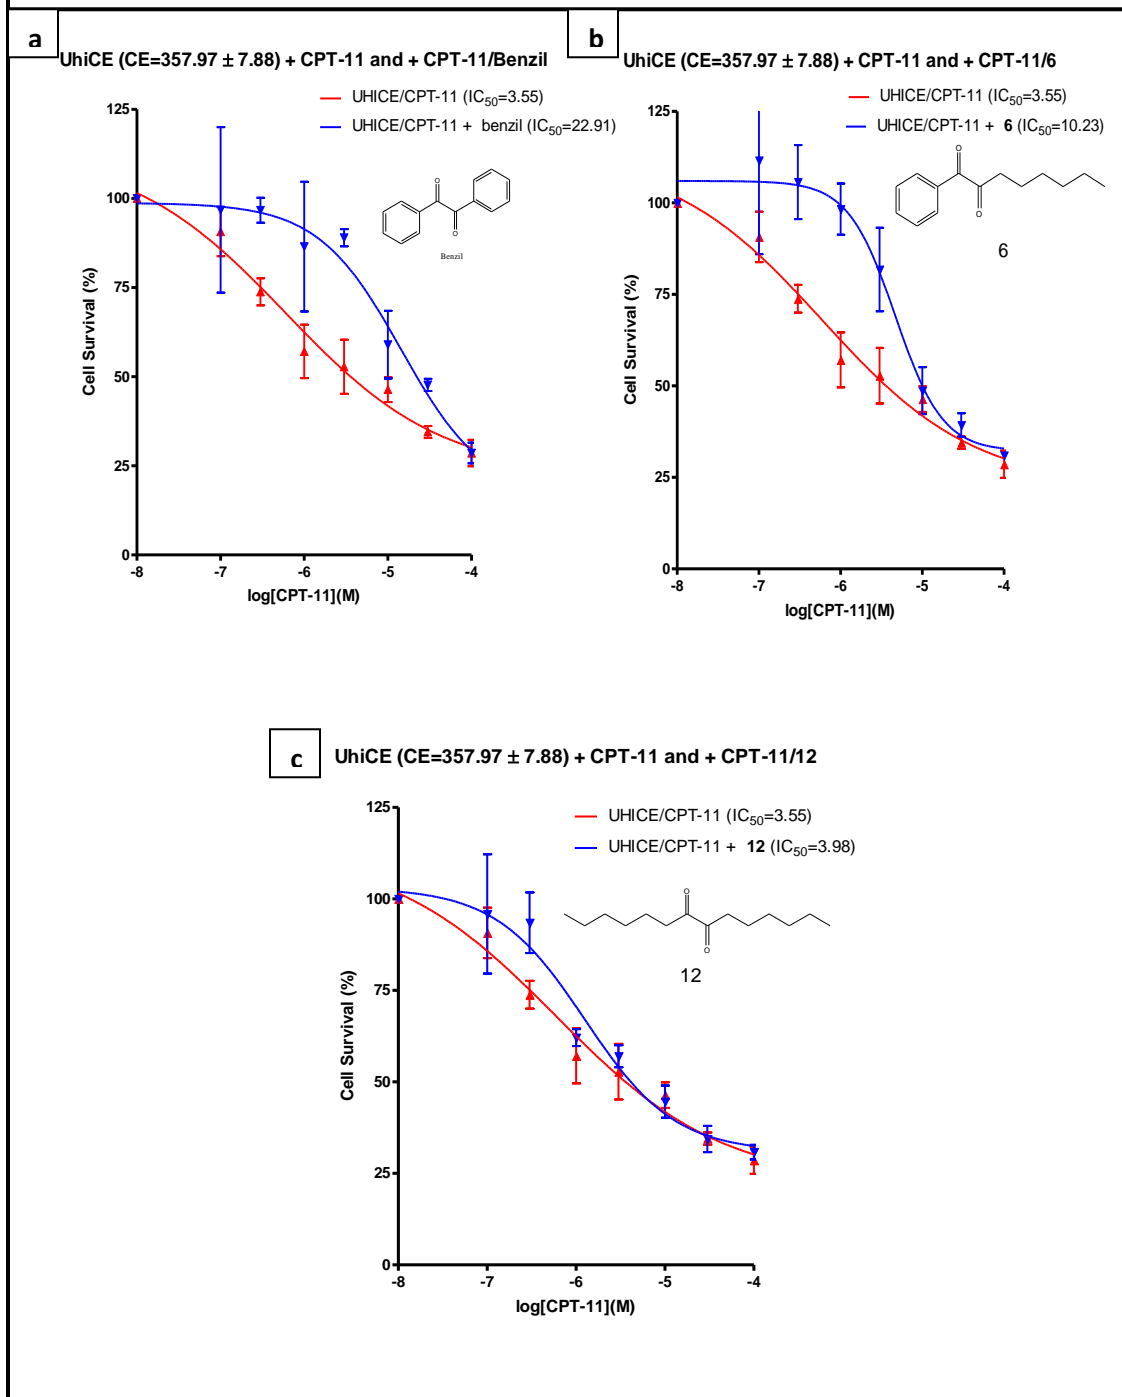 a
UhiCE (CE=357.97 ± 7.88) + CPT-11 and + CPT-11/Benzil
UHICE/CPT-11 (IC50=3.55)
UHICE/CPT-11 + benzil (IC50=22.91)
125
100
75
50
25
0
Cell Survival (%)
O
O
Benzil
-8
-7
-6
-5
-4
log[CPT-11](M)
b
UhiCE (CE=357.97 ± 7.88) + CPT-11 and + CPT-11/6
UHICE/CPT-11 (IC50=3.55)
UHICE/CPT-11 + 6 (IC50=10.23)
125
100
75
50
25
0
Cell Survival (%)
O
O
6
-8
-7
-6
-5
-4
log[CPT-11](M)
c
UhiCE (CE=357.97 ± 7.88) + CPT-11 and + CPT-11/12
UHICE/CPT-11 (IC50=3.55)
UHICE/CPT-11 + 12 (IC50=3.98)
125
100
75
50
25
0
Cell Survival (%)
O
O
12
-8
-7
-6
-5
-4
log[CPT-11](M)